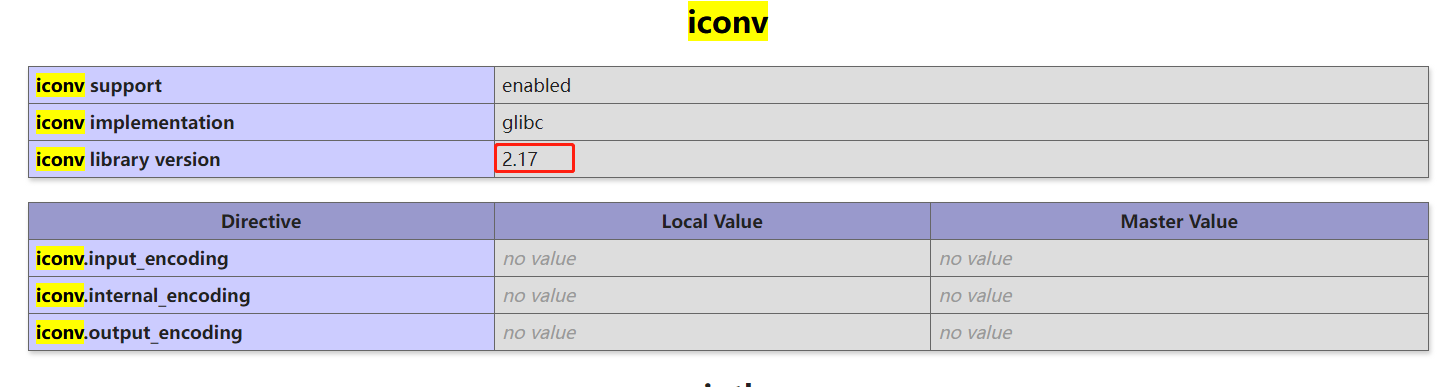 iconv
iconv support enabled
iconv implementation glibc
iconv library version 2.17
Directive Local Value Master Value
iconv.input_encoding no value no value
iconv.internal_encoding no value no value
iconv.output_encoding no value no value